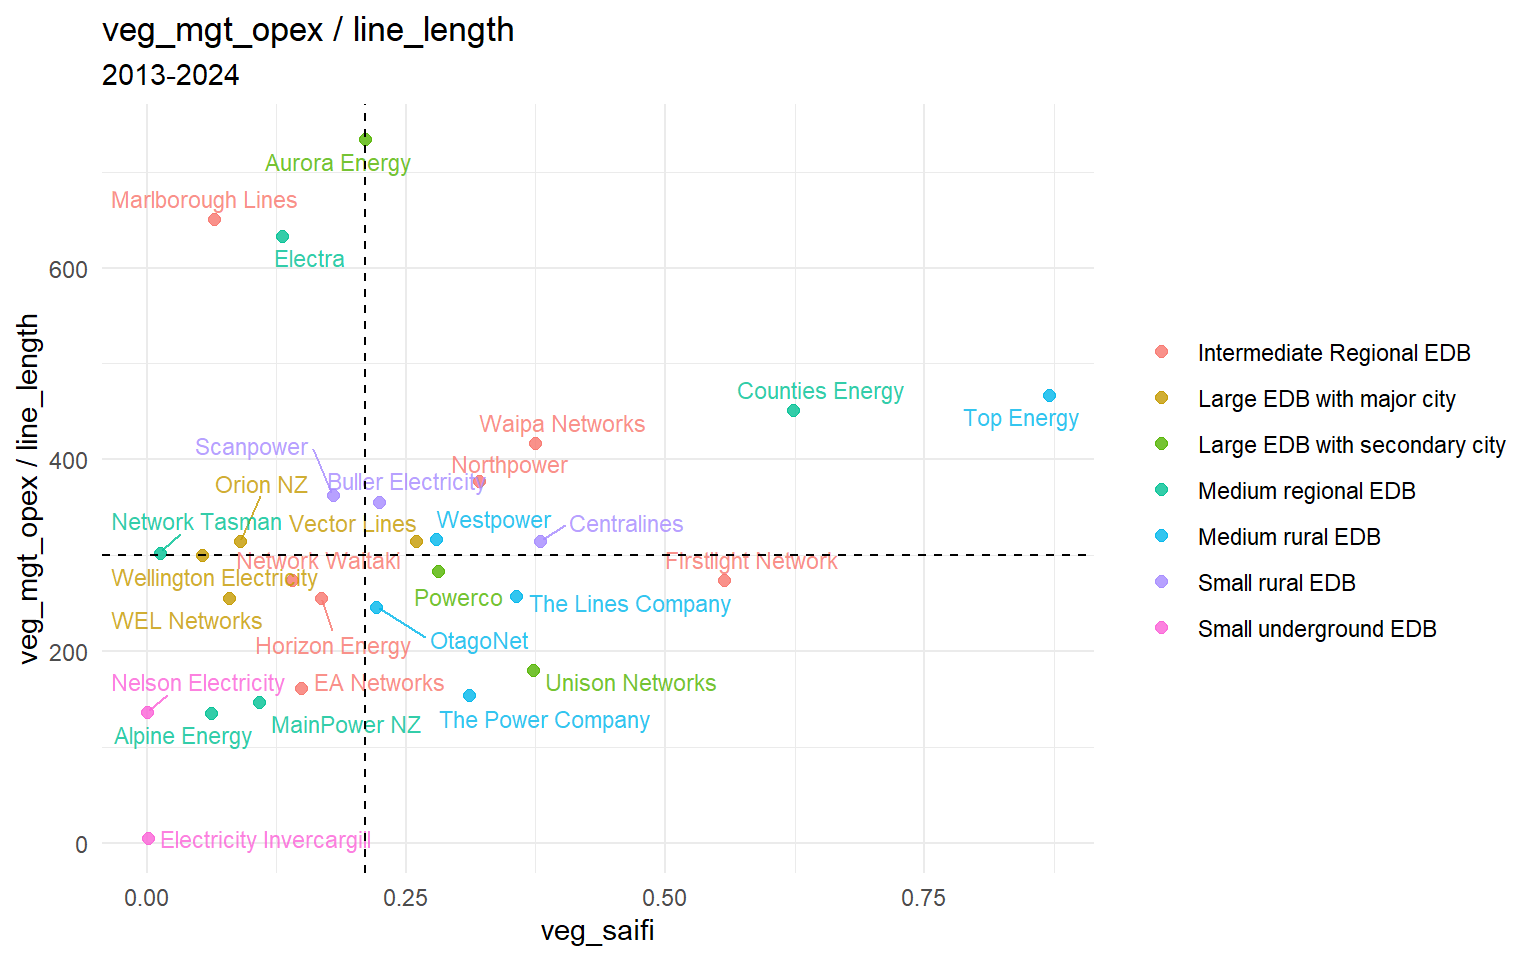 veg_mgt_opex / line_length
2013-2024
Aurora Energy
Marlborough Lines
Electra
600
Counties Energy
Top Energy
Waipa Networks
Scanpower
400
Northpower
Buller Electricity
Orion NZ
Network Tasman
Vector Lines
Westpower
Centralines
Network Waitaki
Firstlight Network
Wellington Electricity
Powerco
The Lines Company
WEL Networks
Horizon Energy
OtagoNet
200
Nelson Electricity
EA Networks
Unison Networks
The Power Company
MainPower NZ
Alpine Energy
Electricity Invercargill
0
0.00
0.25
0.50
0.75
veg_saifi
veg_mgt_opex / line_length
Intermediate Regional EDB
Large EDB with major city
Large EDB with secondary city
Medium regional EDB
Medium rural EDB
Small rural EDB
Small underground EDB